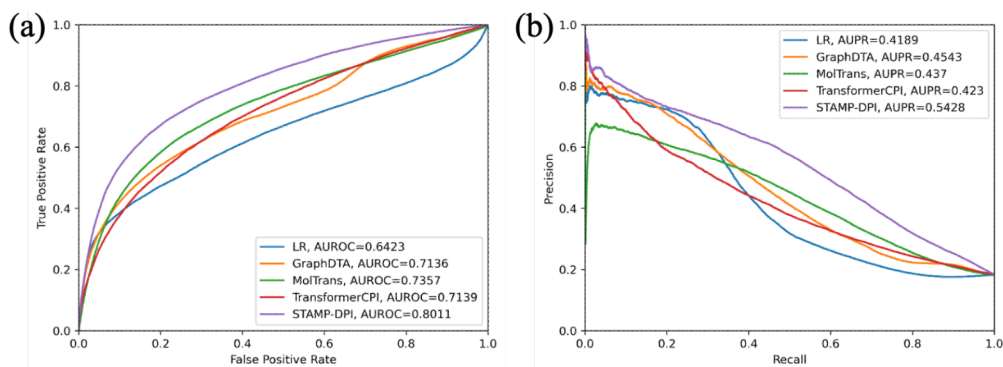 (a)
1.0
0.8
0.6
0.4
0.2
0.0
True Positive Rate
LR, AUROC=0.6423
GraphDTA, AUROC=0.7136
MolTrans, AUROC=0.7357
TransformerCPI, AUROC=0.7139
STAMP-DPI, AUROC=0.8011
0.0 0.2 0.4 0.6 0.8 1.0
False Positive Rate
(b)
1.0
0.8
0.6
0.4
0.2
0.0
Precision
LR, AUPR=0.4189
GraphDTA, AUPR=0.4543
MolTrans, AUPR=0.437
TransformerCPI, AUPR=0.423
STAMP-DPI, AUPR=0.5428
0.0 0.2 0.4 0.6 0.8 1.0
Recall